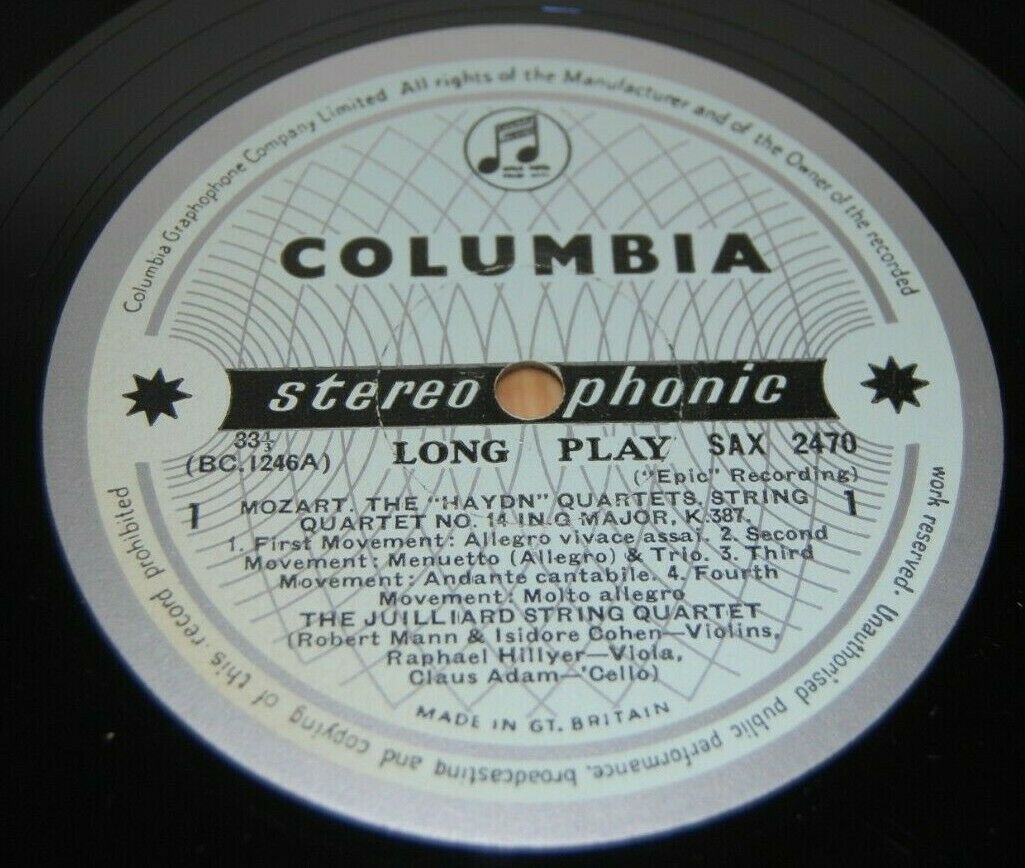 Columbia Graphophone Company Limited All rights of the Manufacturer and of the Owner of the recorded
work reserved. Unauthorised public performance, broadcasting and copying of this record prohibited
COLUMBIA
stereophonic
33⅓ LONG PLAY SAX 2470
(BC.1246A) ("Epic" Recording)
1 MOZART. THE "HAYDN" QUARTETS. STRING 1
QUARTET NO. 14 IN G MAJOR, K.387.
1. First Movement: Allegro vivace assai. 2. Second
Movement: Menuetto (Allegro) & Trio. 3. Third
Movement: Andante cantabile. 4. Fourth
Movement: Molto allegro
THE JUILLIARD STRING QUARTET
(Robert Mann & Isidore Cohen—Violins,
Raphael Hillyer—Viola,
Claus Adam—'Cello)
MADE IN GT. BRITAIN